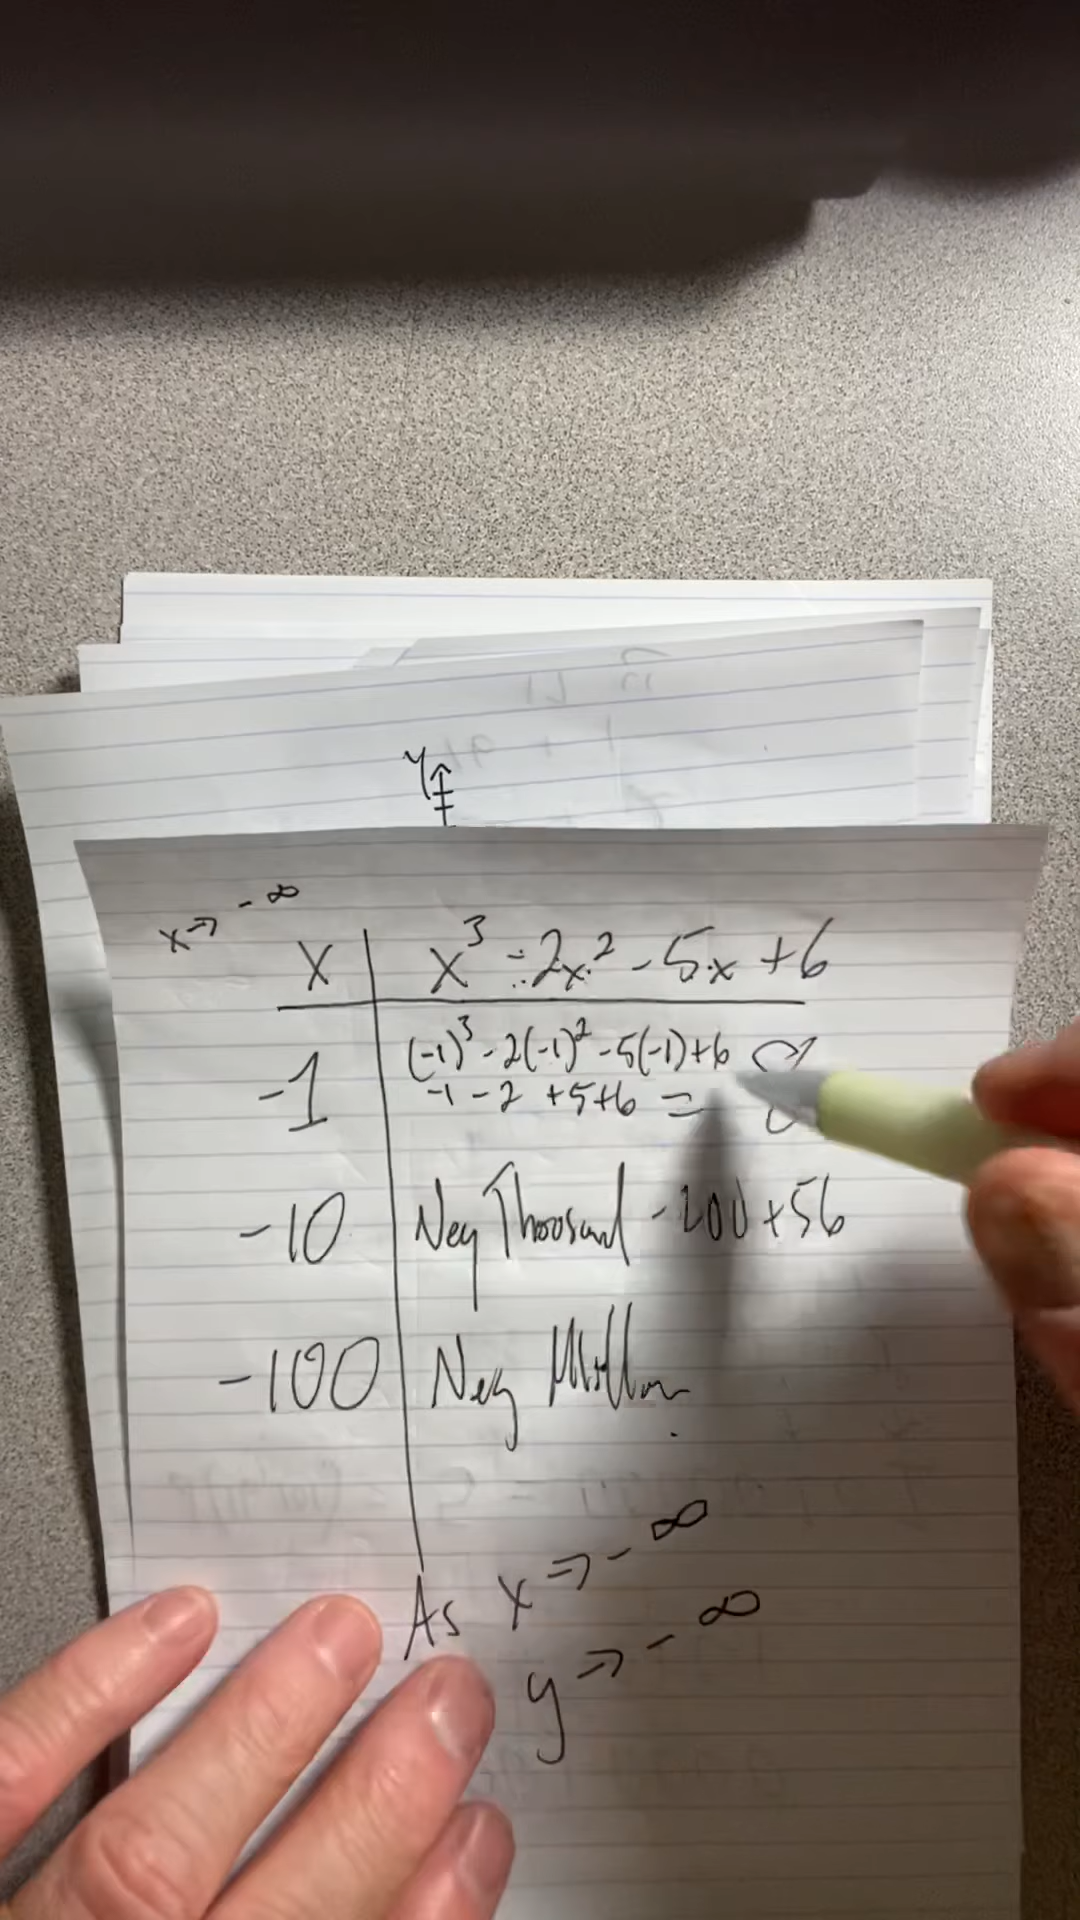 y
x → -∞
x | x³ - 2x² - 5x + 6
-1 | (-1)³ - 2(-1)² - 5(-1) + 6 8
-1 - 2 + 5 + 6 =
-10 | Neg Thousand - 200 + 56
-100 | Neg Million
As x → -∞
y → -∞